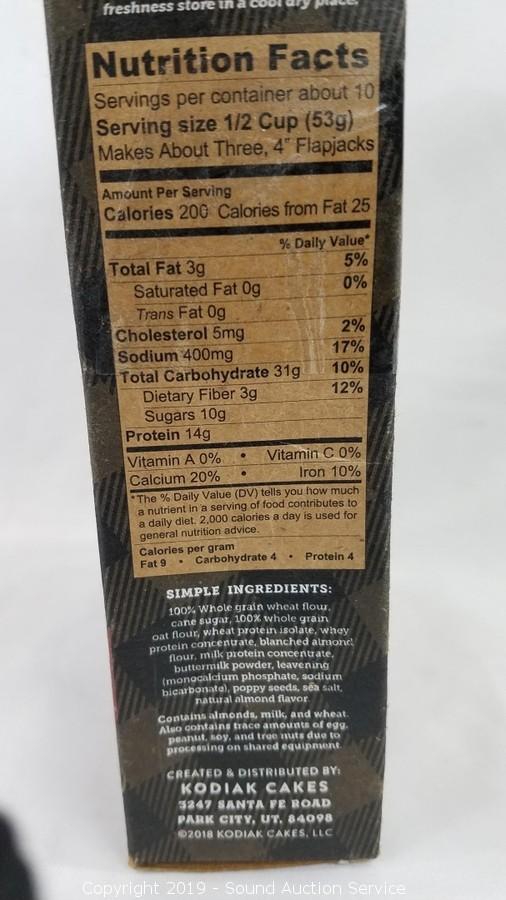 freshness store in a cool dry place.
Nutrition Facts
Servings per container about 10
Serving size 1/2 Cup (53g)
Makes About Three, 4" Flapjacks
Amount Per Serving
Calories 200 Calories from Fat 25
% Daily Value*
Total Fat 3g 5%
Saturated Fat 0g 0%
Trans Fat 0g
Cholesterol 5mg 2%
Sodium 400mg 17%
Total Carbohydrate 31g 10%
Dietary Fiber 3g 12%
Sugars 10g
Protein 14g
Vitamin A 0% • Vitamin C 0%
Calcium 20% • Iron 10%
*The % Daily Value (DV) tells you how much
a nutrient in a serving of food contributes to
a daily diet. 2,000 calories a day is used for
general nutrition advice.
Calories per gram
Fat 9 • Carbohydrate 4 • Protein 4
SIMPLE INGREDIENTS:
100% Whole grain wheat flour,
cane sugar, 100% whole grain
oat flour, wheat protein isolate, whey
protein concentrate, blanched almond
flour, milk protein concentrate,
buttermilk powder, leavening
(monocalcium phosphate, sodium
bicarbonate), poppy seeds, sea salt,
natural almond flavor.
Contains almonds, milk, and wheat.
Also contains trace amounts of egg,
peanut, soy, and tree nuts due to
processing on shared equipment.
CREATED & DISTRIBUTED BY:
KODIAK CAKES
3247 SANTA FE ROAD
PARK CITY, UT. 84098
©2018 KODIAK CAKES, LLC
Copyright 2019 - Sound Auction Service